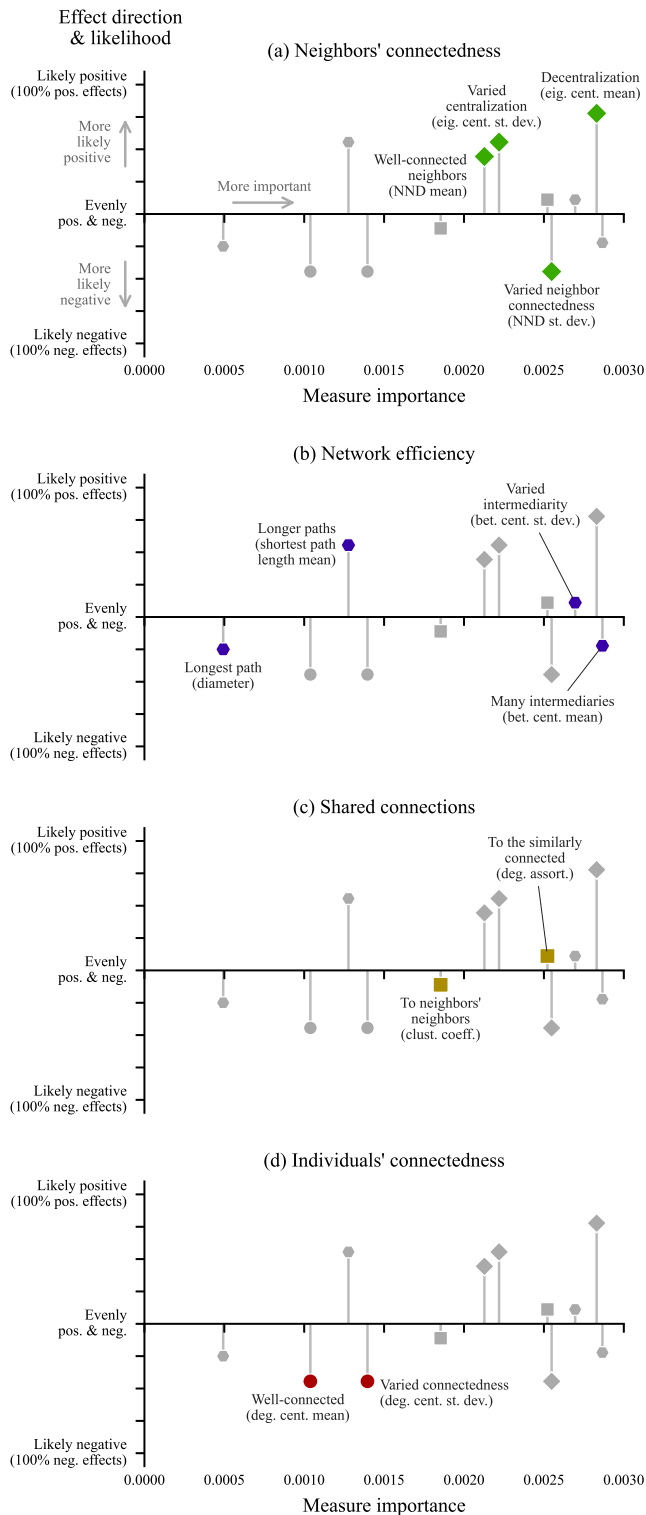 Effect direction
& likelihood
(a) Neighbors' connectedness
Likely positive
(100% pos. effects)
Decentralization
(eig. cent. mean)
Varied
centralization
(eig. cent. st. dev.)
More
likely
positive
Well-connected
neighbors
(NND mean)
More important
Evenly
pos. & neg.
More
likely
negative
Varied neighbor
connectedness
(NND st. dev.)
Likely negative
(100% neg. effects)
0.0000
0.0005
0.0010
0.0015
0.0020
0.0025
0.0030
Measure importance
(b) Network efficiency
Likely positive
(100% pos. effects)
Varied
intermediarity
(bet. cent. st. dev.)
Longer paths
(shortest path
length mean)
Evenly
pos. & neg.
Longest path
(diameter)
Many intermediaries
(bet. cent. mean)
Likely negative
(100% neg. effects)
(c) Shared connections
Likely positive
(100% pos. effects)
To the similarly
connected
(deg. assort.)
Evenly
pos. & neg.
To neighbors'
neighbors
(clust. coeff.)
Likely negative
(100% neg. effects)
(d) Individuals' connectedness
Likely positive
(100% pos. effects)
Evenly
pos. & neg.
Well-connected
(deg. cent. mean)
Varied connectedness
(deg. cent. st. dev.)
Likely negative
(100% neg. effects)
0.0000
0.0005
0.0010
0.0015
0.0020
0.0025
0.0030
Measure importance